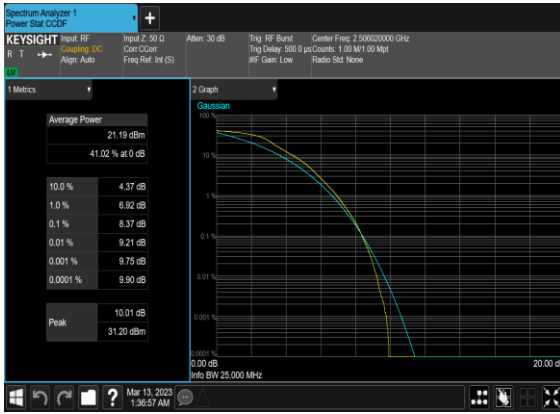 Spectrum Analyzer 1
Power Stat CCDF
+
KEYSIGHT
R T
LV
Input: RF
Coupling: DC
Align: Auto
Input Z: 50 Ω
Corr CCorr
Freq Ref: Int (S)
Atten: 30 dB
Trig: RF Burst
Trig Delay: 500.0 µs
#IF Gain: Low
Center Freq: 2.506020000 GHz
Counts: 1.00 M/1.00 Mpt
Radio Std: None
1 Metrics
Average Power
21.19 dBm
41.02 % at 0 dB
10.0 % 4.37 dB
1.0 % 6.92 dB
0.1 % 8.37 dB
0.01 % 9.21 dB
0.001 % 9.75 dB
0.0001 % 9.90 dB
Peak
10.01 dB
31.20 dBm
2 Graph
Gaussian
100 %
10 %
1 %
0.1 %
0.01 %
0.001 %
0.0001 %
0.00 dB
20.00 d
Info BW 25.000 MHz
?
Mar 13, 2023
1:36:57 AM